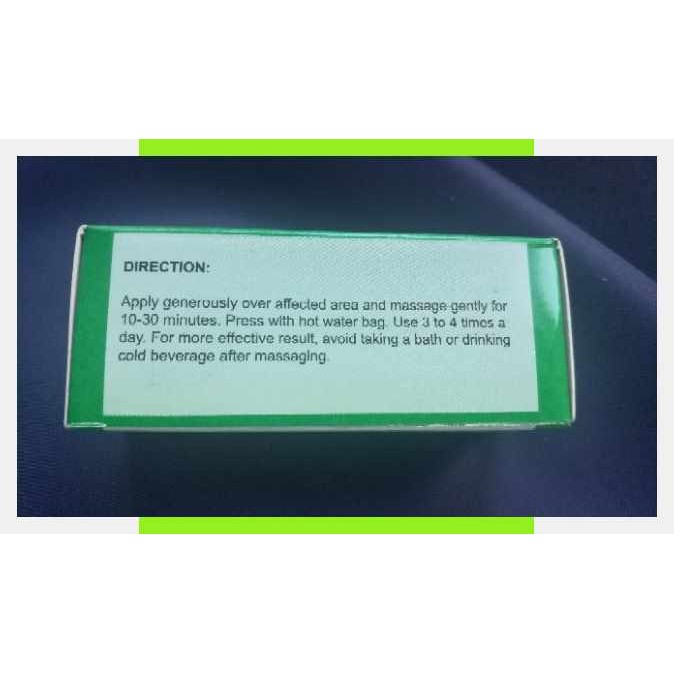 DIRECTION:
Apply generously over affected area and massage gently for
10-30 minutes. Press with hot water bag. Use 3 to 4 times a
day. For more effective result, avoid taking a bath or drinking
cold beverage after massaging.